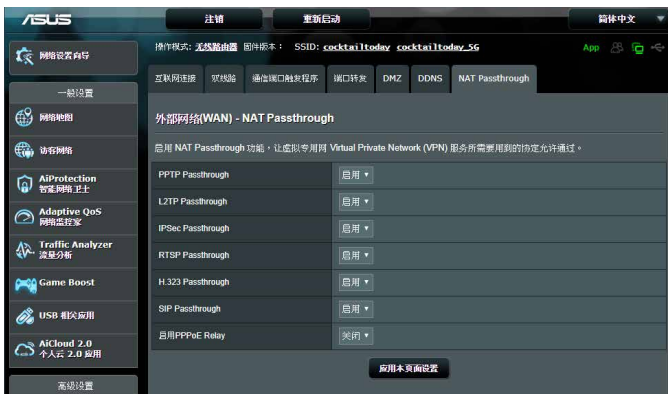 ASUS 注销 重新启动 简体中文
操作模式: 无线路由器 固件版本: SSID: cocktailtoday cocktailtoday_5G App
网络设置向导
互联网连接 双线路 通信端口触发程序 端口转发 DMZ DDNS NAT Passthrough
一般设置
网络地图
访客网络
AiProtection
智能网络卫士
Adaptive QoS
网络监控家
Traffic Analyzer
流量分析
Game Boost
USB 相关应用
AiCloud 2.0
个人云 2.0 应用
高级设置
外部网络(WAN) - NAT Passthrough
启用 NAT Passthrough 功能，让虚拟专用网 Virtual Private Network (VPN) 服务所需要用到的协定允许通过。
PPTP Passthrough 启用
L2TP Passthrough 启用
IPSec Passthrough 启用
RTSP Passthrough 启用
H.323 Passthrough 启用
SIP Passthrough 启用
启用PPPoE Relay 关闭
应用本页面设置